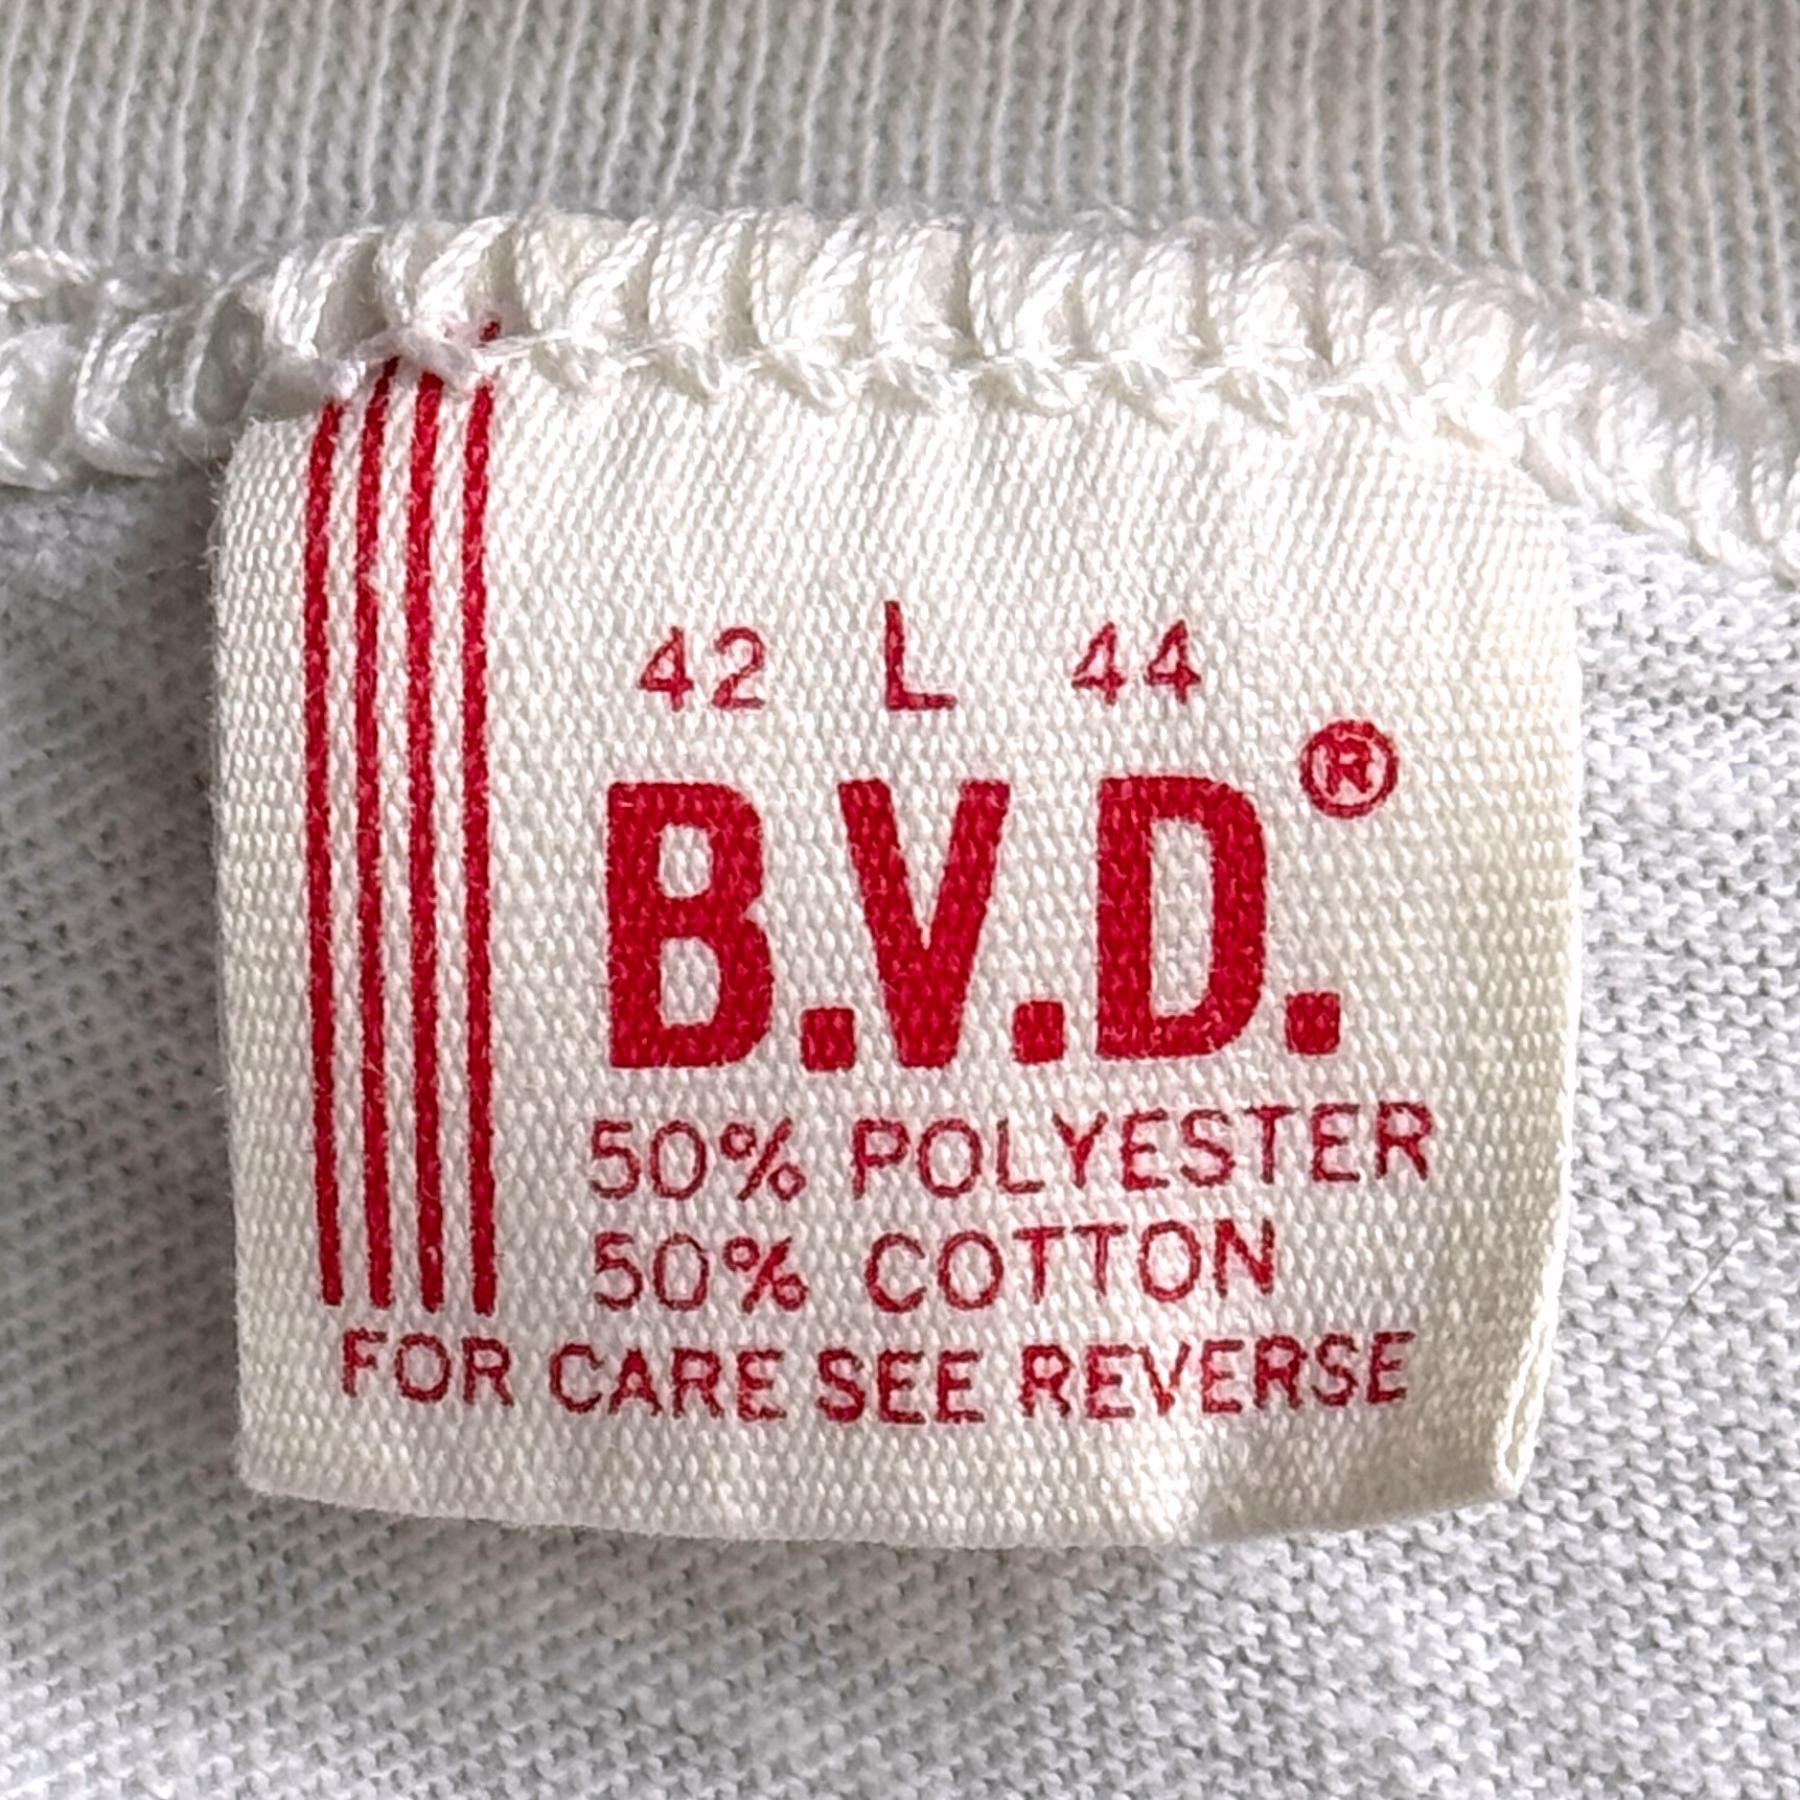 42 L 44
B.V.D.®
50% POLYESTER
50% COTTON
FOR CARE SEE REVERSE